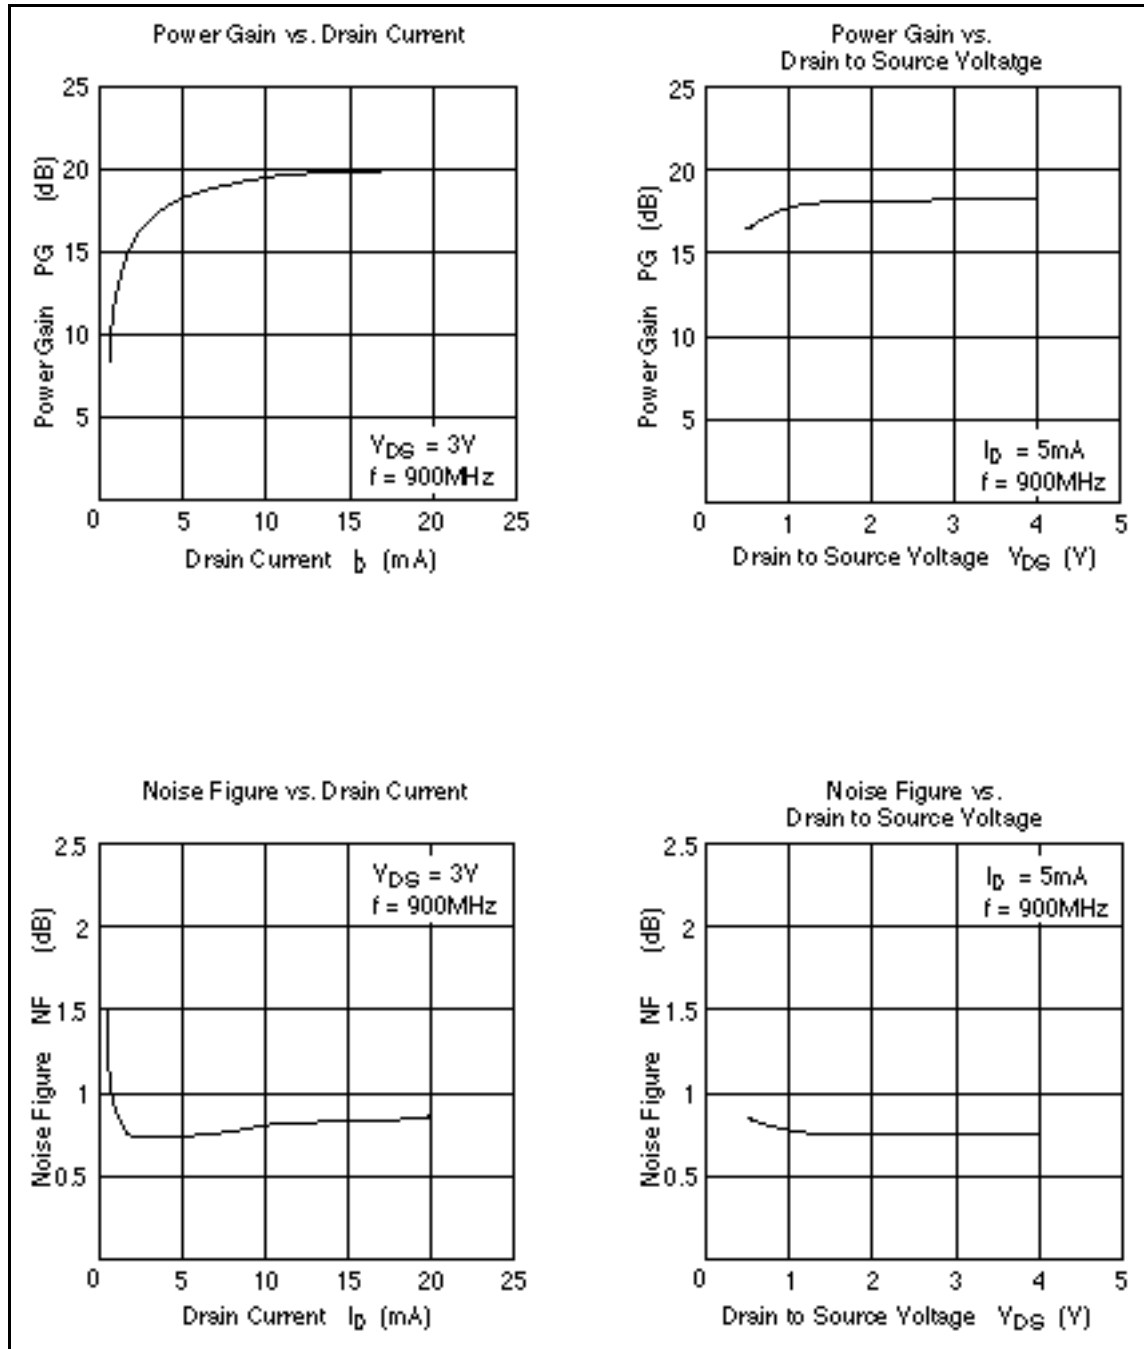 Power Gain vs. Drain Current
25
20
15
10
5
0
5
10
15
20
25
Power Gain PG (dB)
VDS = 3V
f = 900MHz
Drain Current ID (mA)
Power Gain vs.
Drain to Source Voltatge
25
20
15
10
5
0
1
2
3
4
5
Power Gain PG (dB)
ID = 5mA
f = 900MHz
Drain to Source Voltage VDS (V)
Noise Figure vs. Drain Current
2.5
2
1.5
1
0.5
0
5
10
15
20
25
Noise Figure NF (dB)
VDS = 3V
f = 900MHz
Drain Current ID (mA)
Noise Figure vs.
Drain to Source Voltage
2.5
2
1.5
1
0.5
0
1
2
3
4
5
Noise Figure NF (dB)
ID = 5mA
f = 900MHz
Drain to Source Voltage VDS (V)